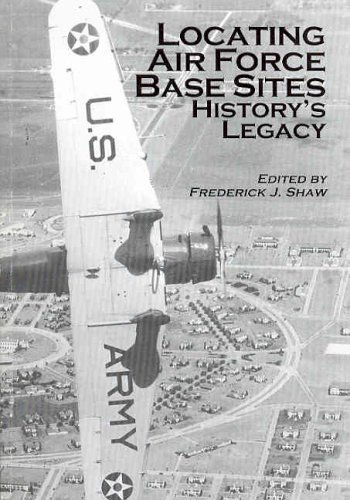 LOCATING
AIR FORCE
BASE SITES
HISTORY'S
LEGACY
EDITED BY
FREDERICK J. SHAW
U.S.
ARMY